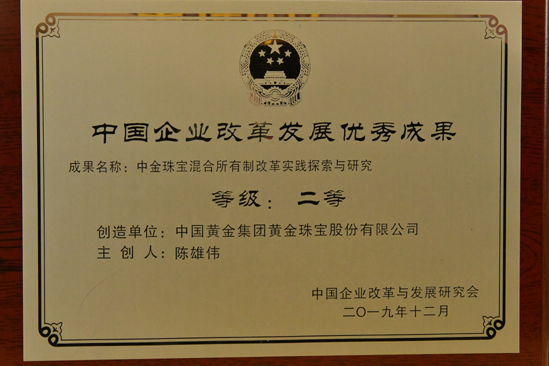 中国企业改革发展优秀成果
成果名称：中金珠宝混合所有制改革实践探索与研究
等级：二等
创造单位：中国黄金集团黄金珠宝股份有限公司
主创人：陈雄伟
中国企业改革与发展研究会
二〇一九年十二月